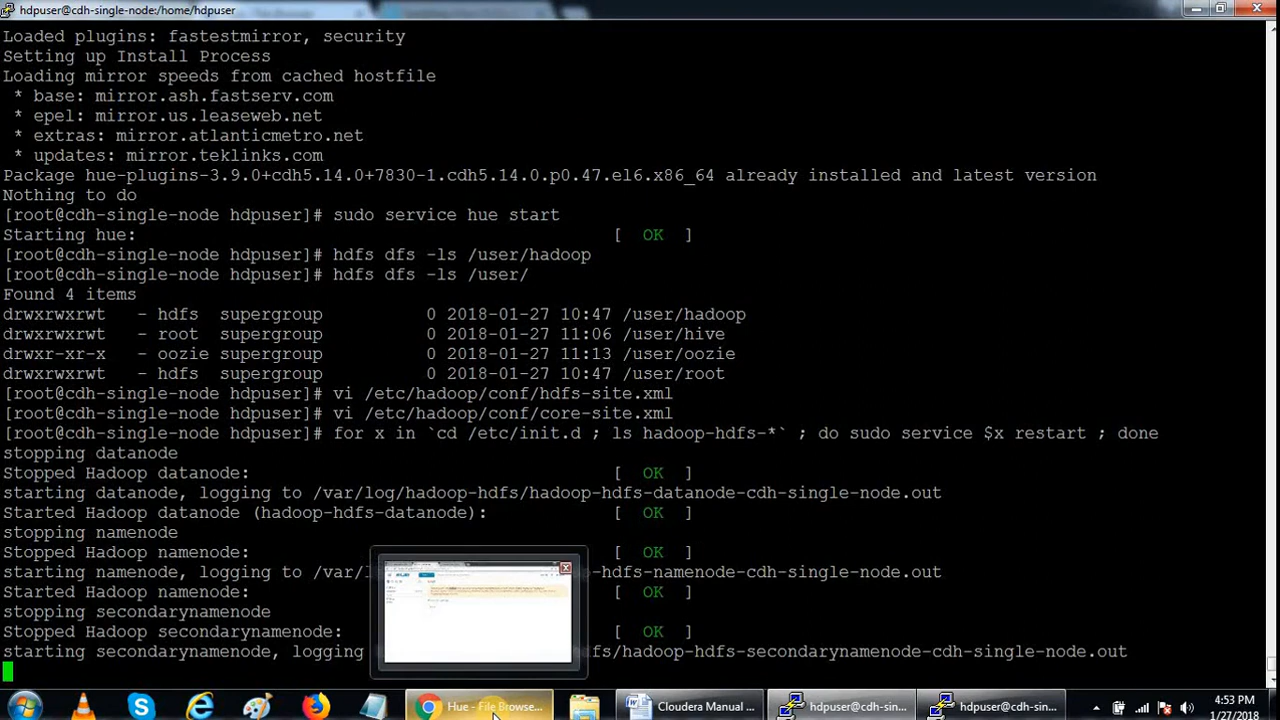 hdpuser@cdh-single-node:/home/hdpuser
Loaded plugins: fastestmirror, security
Setting up Install Process
Loading mirror speeds from cached hostfile
* base: mirror.ash.fastserv.com
* epel: mirror.us.leaseweb.net
* extras: mirror.atlanticmetro.net
* updates: mirror.teklinks.com
Package hue-plugins-3.9.0+cdh5.14.0+7830-1.cdh5.14.0.p0.47.el6.x86_64 already installed and latest version
Nothing to do
[root@cdh-single-node hdpuser]# sudo service hue start
Starting hue: [ OK ]
[root@cdh-single-node hdpuser]# hdfs dfs -ls /user/hadoop
[root@cdh-single-node hdpuser]# hdfs dfs -ls /user/
Found 4 items
drwxrwxrwt - hdfs supergroup 0 2018-01-27 10:47 /user/hadoop
drwxrwxrwt - root supergroup 0 2018-01-27 11:06 /user/hive
drwxr-xr-x - oozie supergroup 0 2018-01-27 11:13 /user/oozie
drwxrwxrwt - hdfs supergroup 0 2018-01-27 10:47 /user/root
[root@cdh-single-node hdpuser]# vi /etc/hadoop/conf/hdfs-site.xml
[root@cdh-single-node hdpuser]# vi /etc/hadoop/conf/core-site.xml
[root@cdh-single-node hdpuser]# for x in `cd /etc/init.d ; ls hadoop-hdfs-*` ; do sudo service $x restart ; done
stopping datanode
Stopped Hadoop datanode: [ OK ]
starting datanode, logging to /var/log/hadoop-hdfs/hadoop-hdfs-datanode-cdh-single-node.out
Started Hadoop datanode (hadoop-hdfs-datanode): [ OK ]
stopping namenode
Stopped Hadoop namenode: [ OK ]
starting namenode, logging to /var/ -hdfs-namenode-cdh-single-node.out
Started Hadoop namenode: [ OK ]
stopping secondarynamenode
Stopped Hadoop secondarynamenode: [ OK ]
starting secondarynamenode, logging fs/hadoop-hdfs-secondarynamenode-cdh-single-node.out
Hue - File Browse...
Cloudera Manual ...
hdpuser@cdh-sin...
hdpuser@cdh-sin...
4:53 PM
1/27/2018